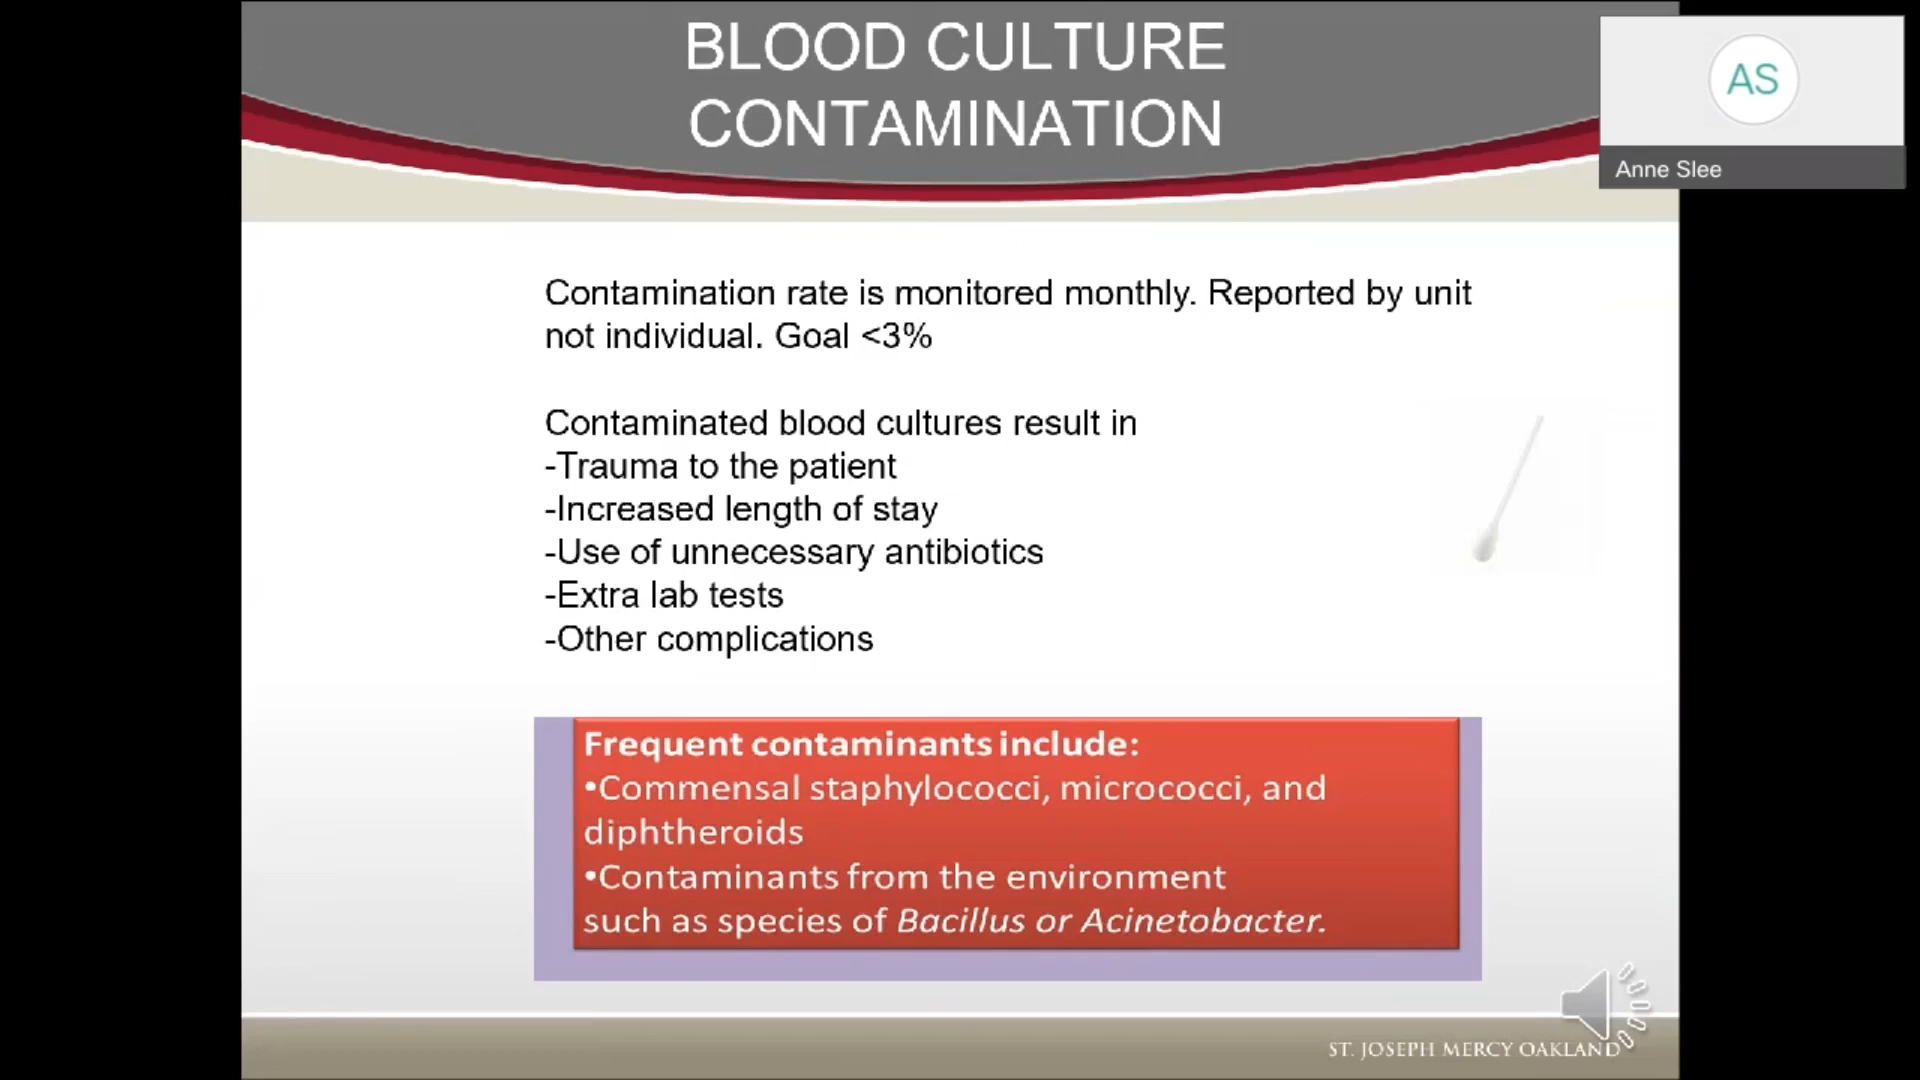 BLOOD CULTURE
CONTAMINATION
AS
Anne Slee
Contamination rate is monitored monthly. Reported by unit
not individual. Goal <3%
Contaminated blood cultures result in
-Trauma to the patient
-Increased length of stay
-Use of unnecessary antibiotics
-Extra lab tests
-Other complications
Frequent contaminants include:
•Commensal staphylococci, micrococci, and
diphtheroids
•Contaminants from the environment
such as species of Bacillus or Acinetobacter.
ST. JOSEPH MERCY OAKLAND